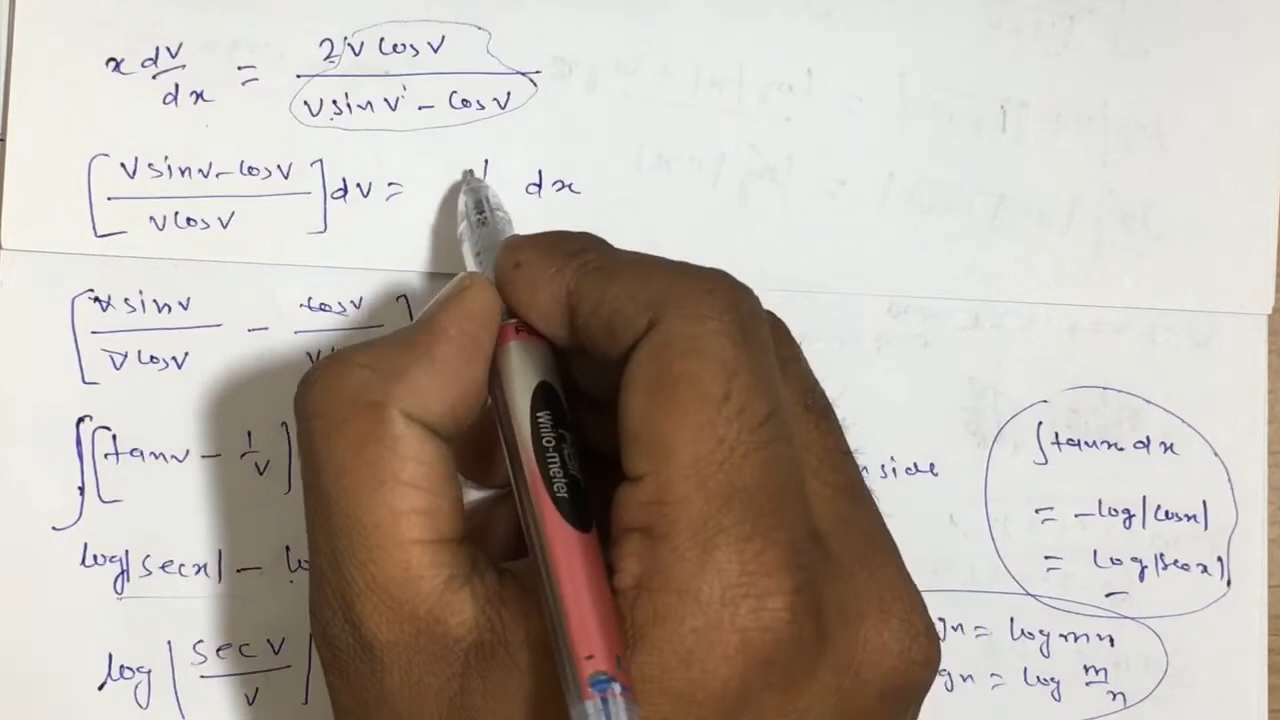 x dv/dx = 2v cos v / v sin v - cos v
[v sin v - cos v / v cos v] dv = dx
[v sin v / v cos v - cos v
∫[tan v - 1/v]
side
∫tan x dx
= -log|cos x|
= log|sec x|
log|sec x| -
= log mn
log |sec v / v|
= log m/n
Write-meter